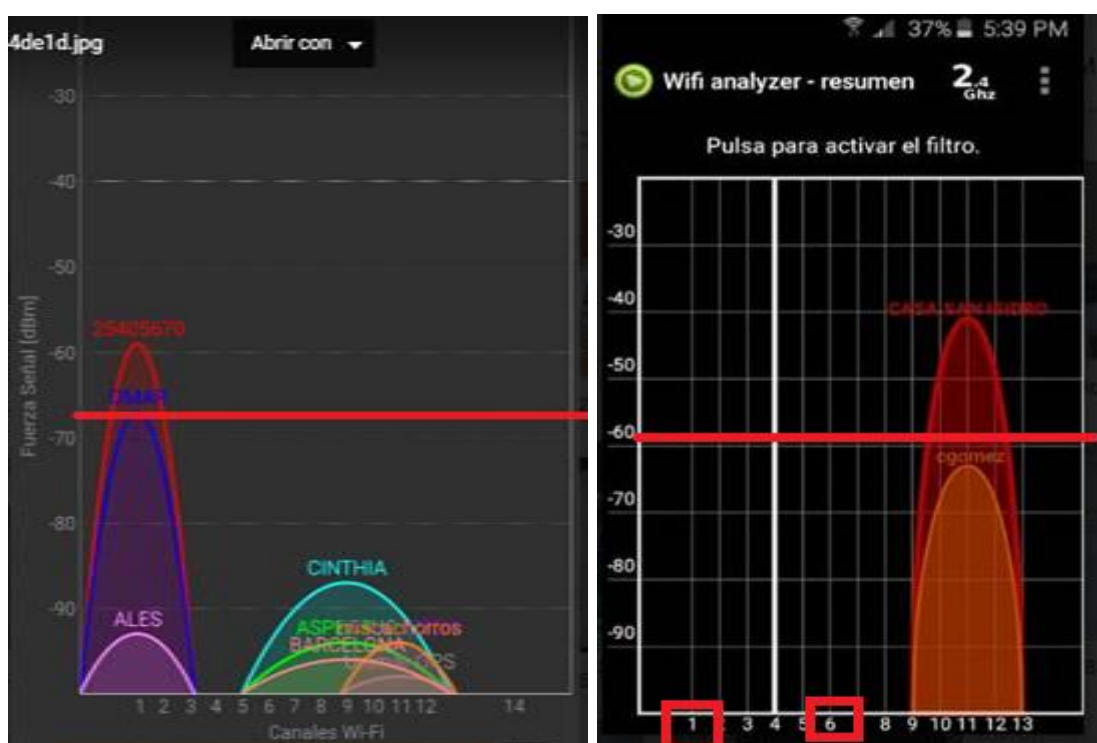 4de1d.jpg
Abrir con
-30
-40
-50
-60
-70
-80
-90
Fuerza Señal [dBm]
25405670
OMAR
ALES
CINTHIA
BARCELONA
1 2 3 4 5 6 7 8 9 10 11 12 14
Canales Wi-Fi
37% 5:39 PM
Wifi analyzer - resumen 2.4 Ghz
Pulsa para activar el filtro.
-30
-40
-50
-60
-70
-80
-90
CASA SAN ISIDRO
cgomez
1 3 4 5 6 8 9 10 11 12 13